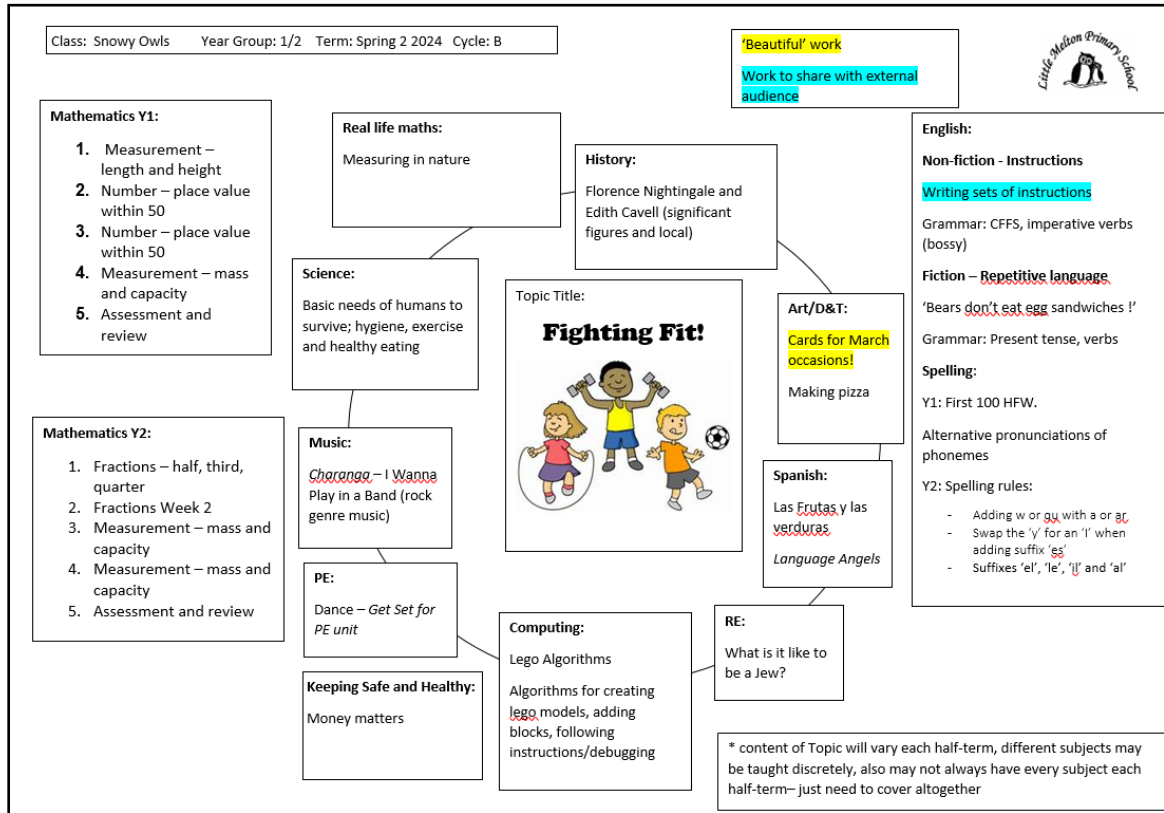 Class: Snowy Owls Year Group: 1/2 Term: Spring 2 2024 Cycle: B
'Beautiful' work
Work to share with external
audience
Little Melton Primary School
Mathematics Y1:
1. Measurement –
length and height
2. Number – place value
within 50
3. Number – place value
within 50
4. Measurement – mass
and capacity
5. Assessment and
review
Real life maths:
Measuring in nature
History:
Florence Nightingale and
Edith Cavell (significant
figures and local)
English:
Non-fiction - Instructions
Writing sets of instructions
Grammar: CFFS, imperative verbs
(bossy)
Fiction – Repetitive language
'Bears don't eat egg sandwiches !'
Grammar: Present tense, verbs
Spelling:
Y1: First 100 HFW.
Alternative pronunciations of
phonemes
Y2: Spelling rules:
- Adding w or qu with a or ar
- Swap the 'y' for an 'I' when
adding suffix 'es'
- Suffixes 'el', 'le', 'il' and 'al'
Science:
Basic needs of humans to
survive; hygiene, exercise
and healthy eating
Topic Title:
Fighting Fit!
Art/D&T:
Cards for March
occasions!
Making pizza
Mathematics Y2:
1. Fractions – half, third,
quarter
2. Fractions Week 2
3. Measurement – mass and
capacity
4. Measurement – mass and
capacity
5. Assessment and review
Music:
Charanga – I Wanna
Play in a Band (rock
genre music)
Spanish:
Las Frutas y las
verduras
Language Angels
PE:
Dance – Get Set for
PE unit
Computing:
Lego Algorithms
Algorithms for creating
lego models, adding
blocks, following
instructions/debugging
RE:
What is it like to
be a Jew?
Keeping Safe and Healthy:
Money matters
* content of Topic will vary each half-term, different subjects may
be taught discretely, also may not always have every subject each
half-term– just need to cover altogether